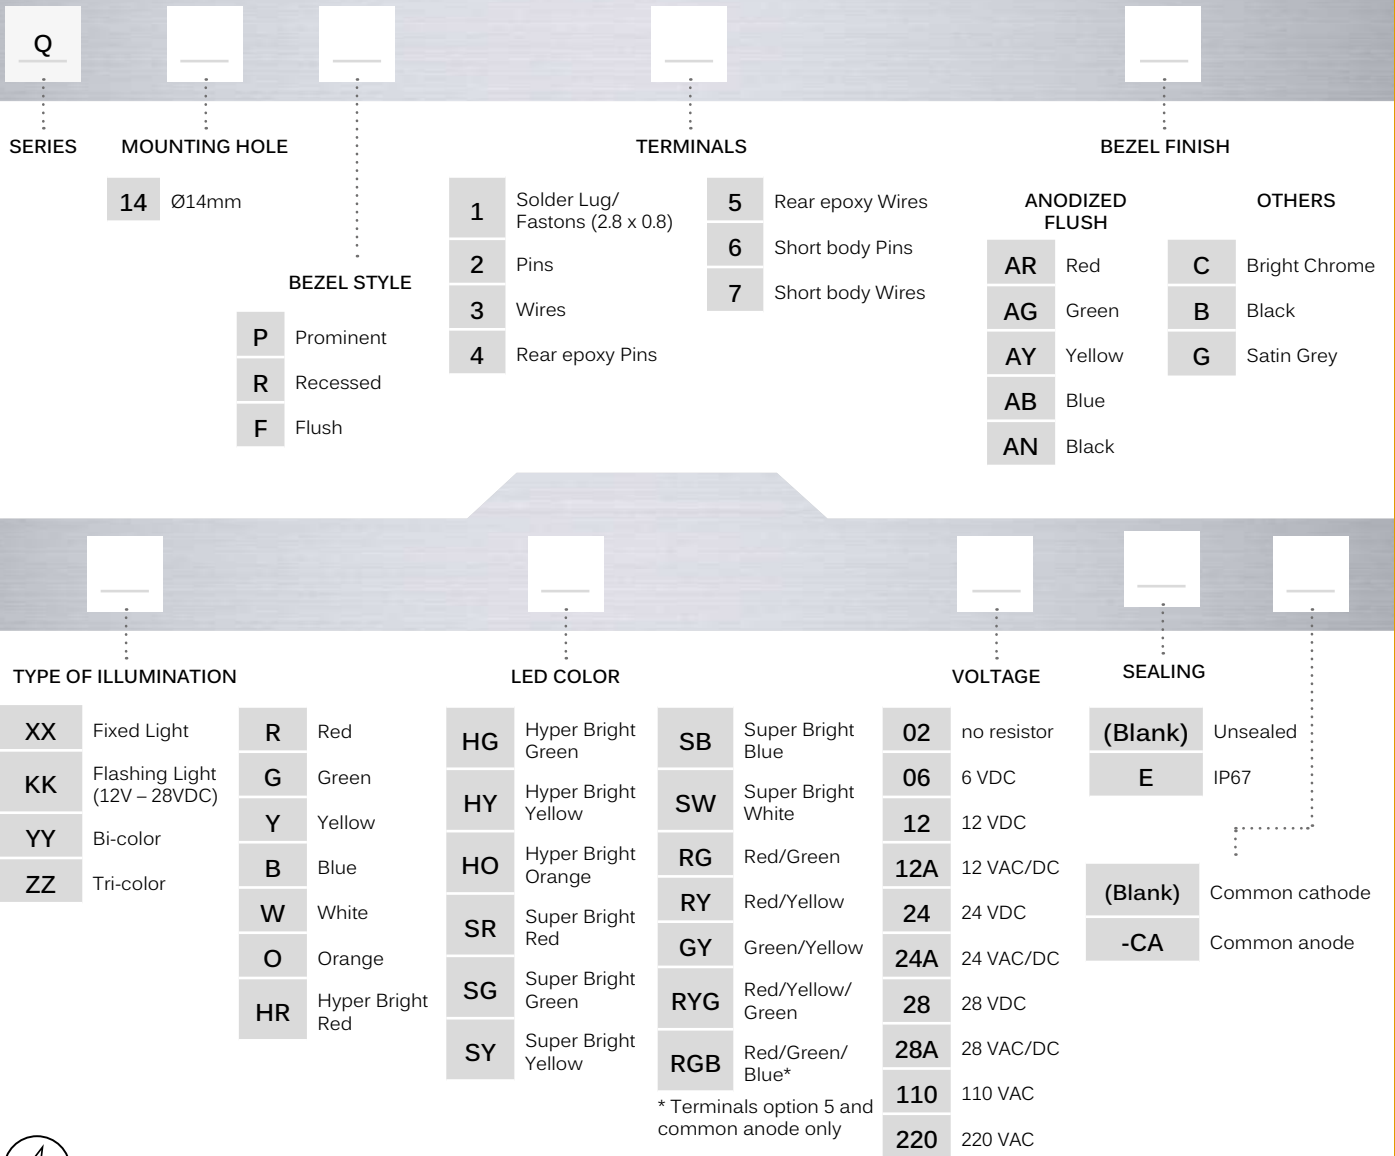 Q
SERIES
MOUNTING HOLE
14 Ø14mm
BEZEL STYLE
P Prominent
R Recessed
F Flush
TERMINALS
1 Solder Lug/
Fastons (2.8 x 0.8)
2 Pins
3 Wires
4 Rear epoxy Pins
5 Rear epoxy Wires
6 Short body Pins
7 Short body Wires
BEZEL FINISH
ANODIZED
FLUSH
AR Red
AG Green
AY Yellow
AB Blue
AN Black
OTHERS
C Bright Chrome
B Black
G Satin Grey
TYPE OF ILLUMINATION
XX Fixed Light
KK Flashing Light
(12V – 28VDC)
YY Bi-color
ZZ Tri-color
LED COLOR
R Red
G Green
Y Yellow
B Blue
W White
O Orange
HR Hyper Bright
Red
HG Hyper Bright
Green
HY Hyper Bright
Yellow
HO Hyper Bright
Orange
SR Super Bright
Red
SG Super Bright
Green
SY Super Bright
Yellow
SB Super Bright
Blue
SW Super Bright
White
RG Red/Green
RY Red/Yellow
GY Green/Yellow
RYG Red/Yellow/
Green
RGB Red/Green/
Blue*
* Terminals option 5 and
common anode only
VOLTAGE
02 no resistor
06 6 VDC
12 12 VDC
12A 12 VAC/DC
24 24 VDC
24A 24 VAC/DC
28 28 VDC
28A 28 VAC/DC
110 110 VAC
220 220 VAC
SEALING
(Blank) Unsealed
E IP67
(Blank) Common cathode
-CA Common anode